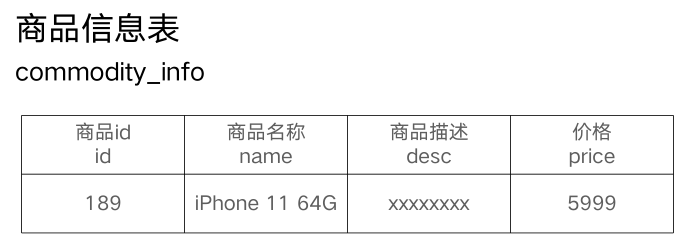 商品信息表
commodity_info
商品id 商品名称 商品描述 价格
id name desc price
189 iPhone 11 64G xxxxxxxx 5999